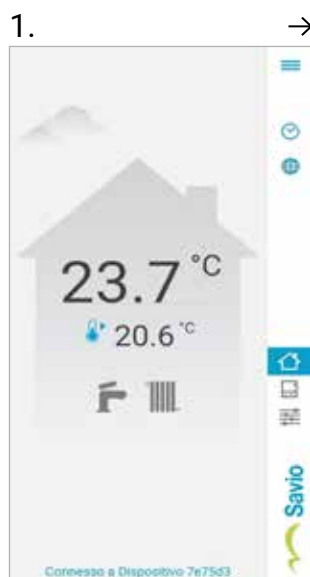 1. →
23.7 °C
20.6 °C
Savio
Connesso a Dispositivo 7e75d3